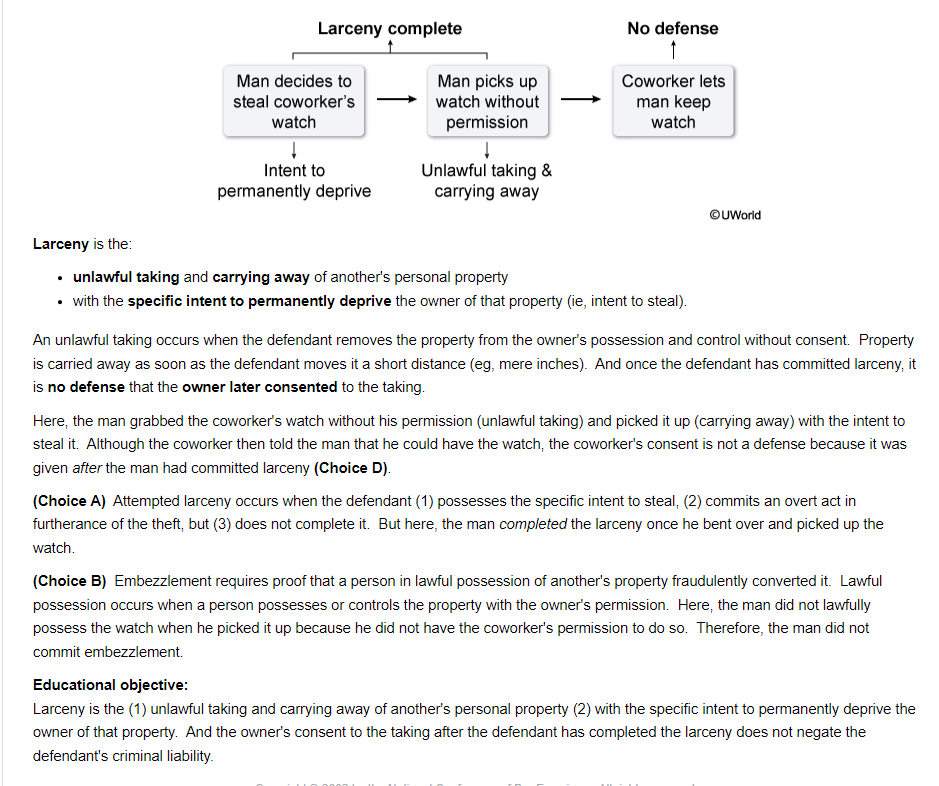 Larceny complete
No defense
Man decides to
steal coworker's
watch
Man picks up
watch without
permission
Coworker lets
man keep
watch
Intent to
permanently deprive
Unlawful taking &
carrying away
©UWorld
Larceny is the:
• unlawful taking and carrying away of another's personal property
• with the specific intent to permanently deprive the owner of that property (ie, intent to steal).
An unlawful taking occurs when the defendant removes the property from the owner's possession and control without consent. Property
is carried away as soon as the defendant moves it a short distance (eg, mere inches). And once the defendant has committed larceny, it
is no defense that the owner later consented to the taking.
Here, the man grabbed the coworker's watch without his permission (unlawful taking) and picked it up (carrying away) with the intent to
steal it. Although the coworker then told the man that he could have the watch, the coworker's consent is not a defense because it was
given after the man had committed larceny (Choice D).
(Choice A) Attempted larceny occurs when the defendant (1) possesses the specific intent to steal, (2) commits an overt act in
furtherance of the theft, but (3) does not complete it. But here, the man completed the larceny once he bent over and picked up the
watch.
(Choice B) Embezzlement requires proof that a person in lawful possession of another's property fraudulently converted it. Lawful
possession occurs when a person possesses or controls the property with the owner's permission. Here, the man did not lawfully
possess the watch when he picked it up because he did not have the coworker's permission to do so. Therefore, the man did not
commit embezzlement.
Educational objective:
Larceny is the (1) unlawful taking and carrying away of another's personal property (2) with the specific intent to permanently deprive the
owner of that property. And the owner's consent to the taking after the defendant has completed the larceny does not negate the
defendant's criminal liability.